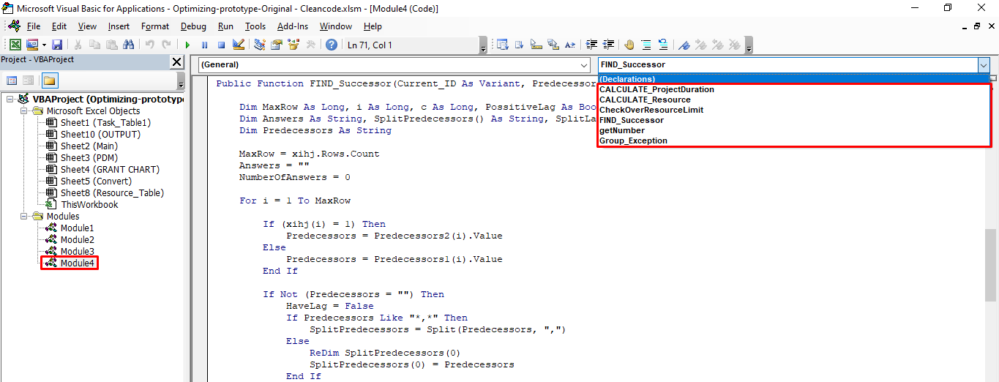 Microsoft Visual Basic for Applications - Optimizing-prototype-Original - Cleancode.xlsm - [Module4 (Code)]
File Edit View Insert Format Debug Run Tools Add-Ins Window Help
Ln 71, Col 1
Project - VBAProject
VBAProject (Optimizing-prototype
Microsoft Excel Objects
Sheet1 (Task_Table1)
Sheet10 (OUTPUT)
Sheet2 (Main)
Sheet3 (PDM)
Sheet4 (GRANT CHART)
Sheet5 (Convert)
Sheet8 (Resource_Table)
ThisWorkbook
Modules
Module1
Module2
Module3
Module4
(General)
FIND_Successor
(Declarations)
CALCULATE_ProjectDuration
CALCULATE_Resource
CheckOverResourceLimit
FIND_Successor
getNumber
Group_Exception
Public Function FIND_Successor(Current_ID As Variant, Predecessor
Dim MaxRow As Long, i As Long, c As Long, PossitiveLag As Boo
Dim Answers As String, SplitPredecessors() As String, SplitLa
Dim Predecessors As String
MaxRow = xihj.Rows.Count
Answers = ""
NumberOfAnswers = 0
For i = 1 To MaxRow
If (xihj(i) = 1) Then
Predecessors = Predecessors2(i).Value
Else
Predecessors = Predecessors1(i).Value
End If
If Not (Predecessors = "") Then
HaveLag = False
If Predecessors Like "*,*" Then
SplitPredecessors = Split(Predecessors, ",")
Else
ReDim SplitPredecessors(0)
SplitPredecessors(0) = Predecessors
End If